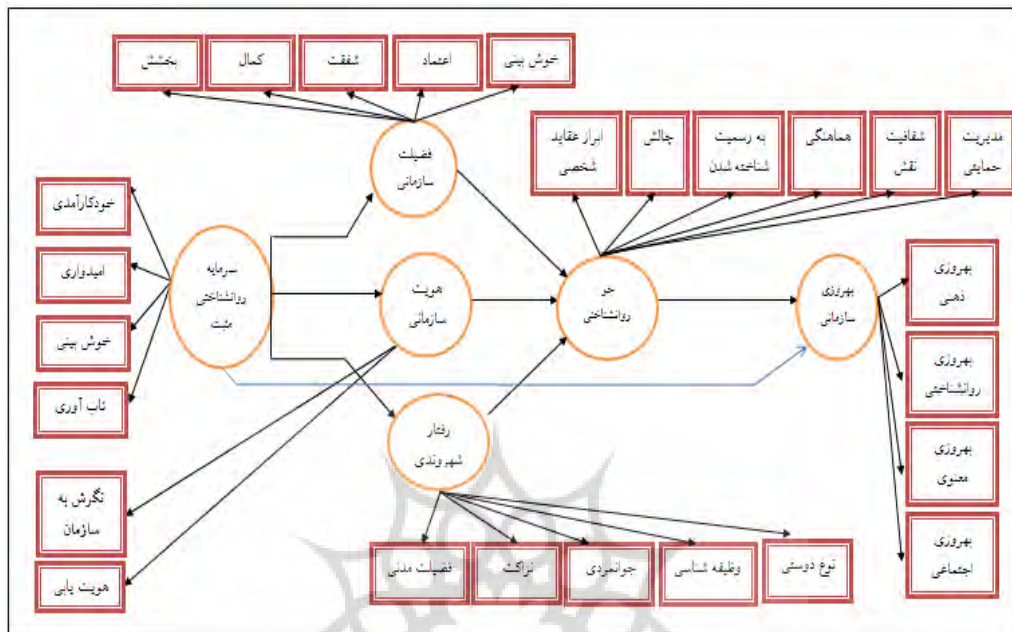 خوش بینی
اعتماد
شفقت
کمال
بخشش
مدیریت
حمایتی
شفافیت
نقش
هماهنگی
به رسمیت
شناخته شدن
چالش
ابراز عقاید
شخصی
فضیلت
سازمانی
خودکارآمدی
امیدواری
خوش بینی
تاب آوری
سرمایه
روانشناختی
مثبت
هویت
سازمانی
جو
روانشناختی
بهروزی
سازمانی
بهروزی
ذهنی
بهروزی
روانشناختی
بهروزی
معنوی
بهروزی
اجتماعی
رفتار
شهروندی
نگرش به
سازمان
هویت یابی
نوع دوستی
وظیفه شناسی
جوانمردی
نزاکت
فضیلت مدنی